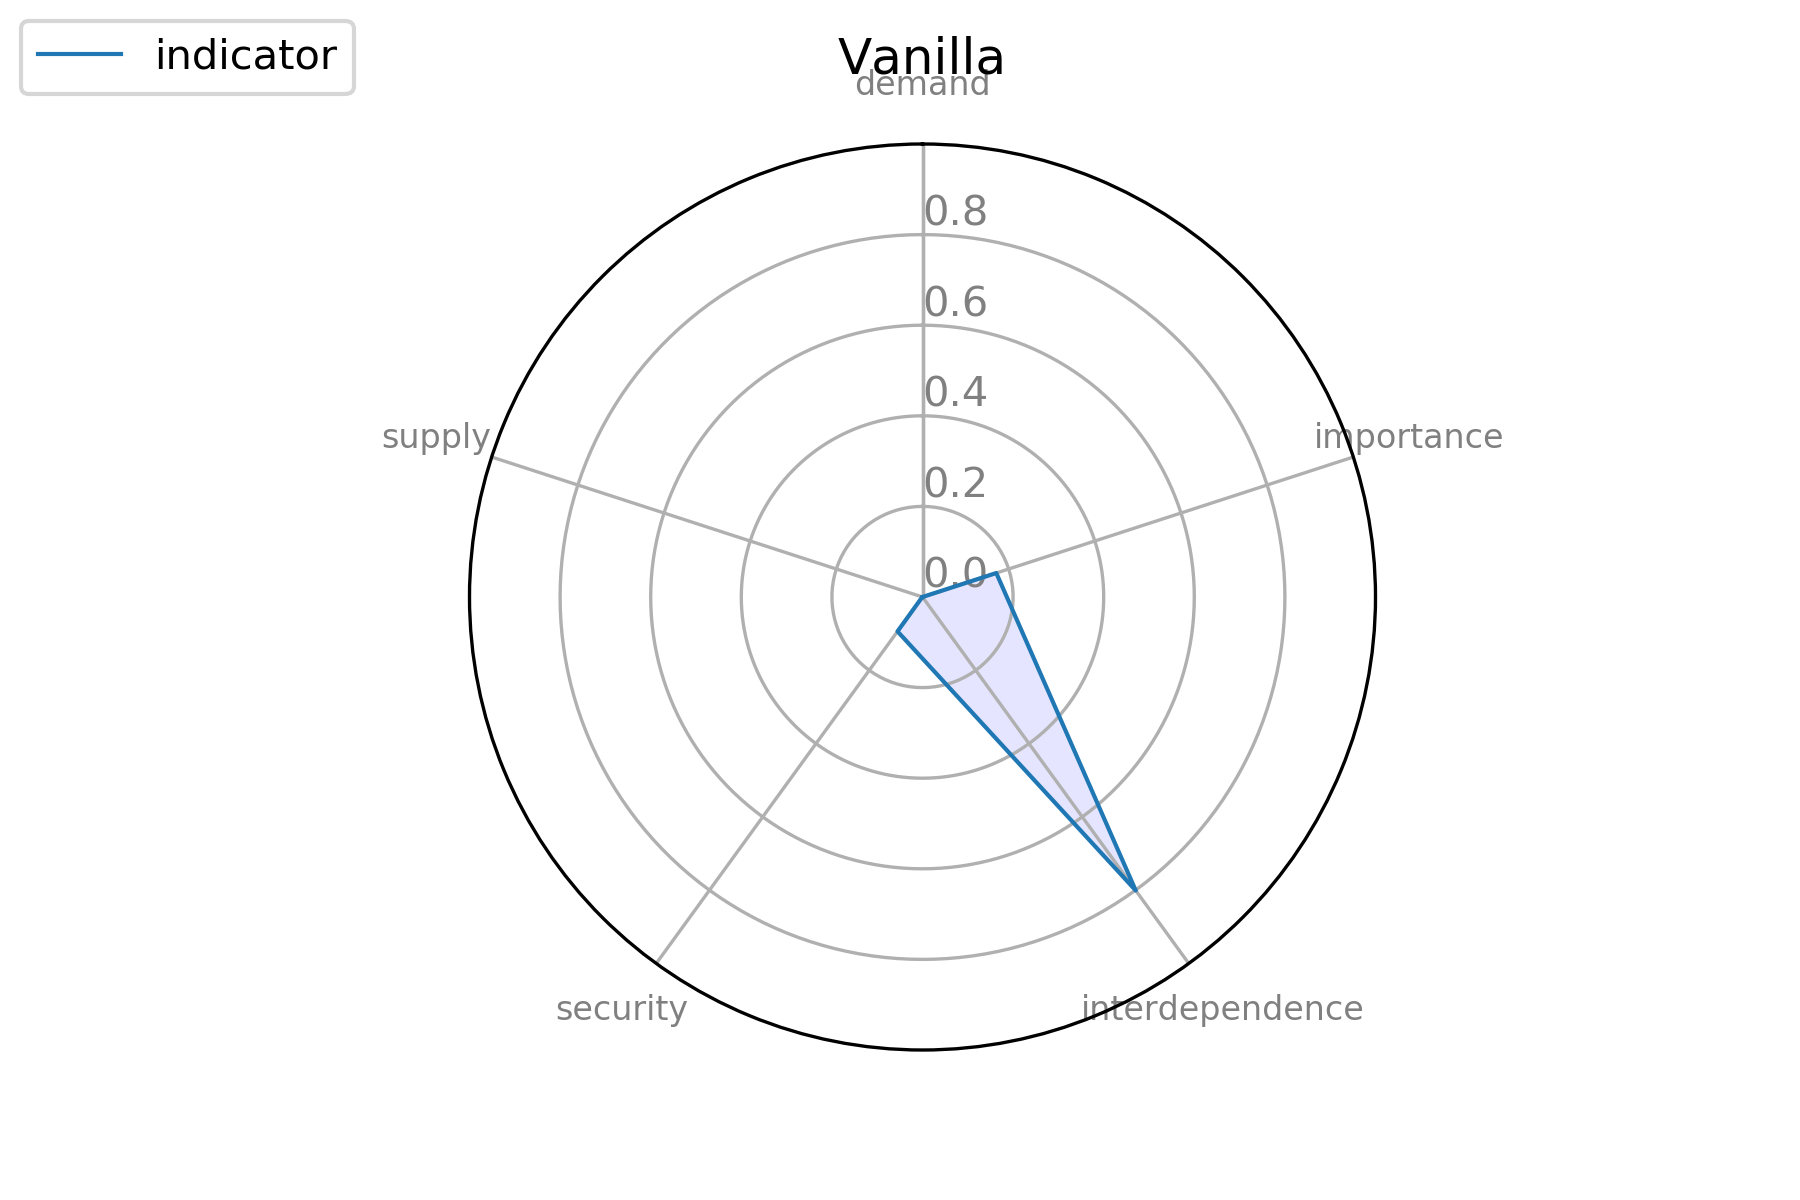 indicator
Vanilla
demand
0.8
0.6
0.4
0.2
0.0
supply
importance
security
interdependence